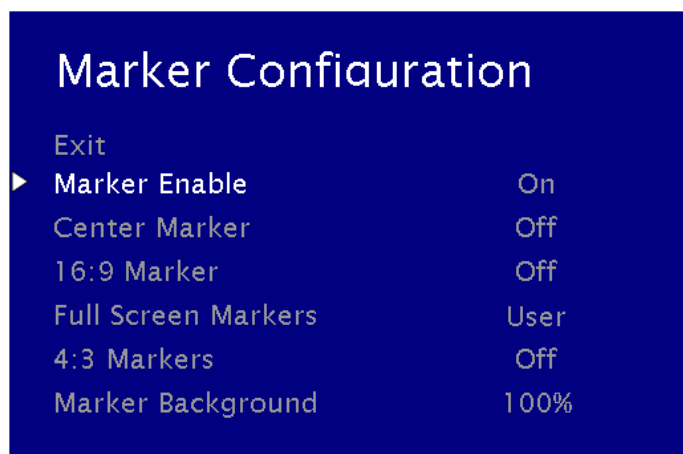 Marker Configuration
Exit
Marker Enable On
Center Marker Off
16:9 Marker Off
Full Screen Markers User
4:3 Markers Off
Marker Background 100%